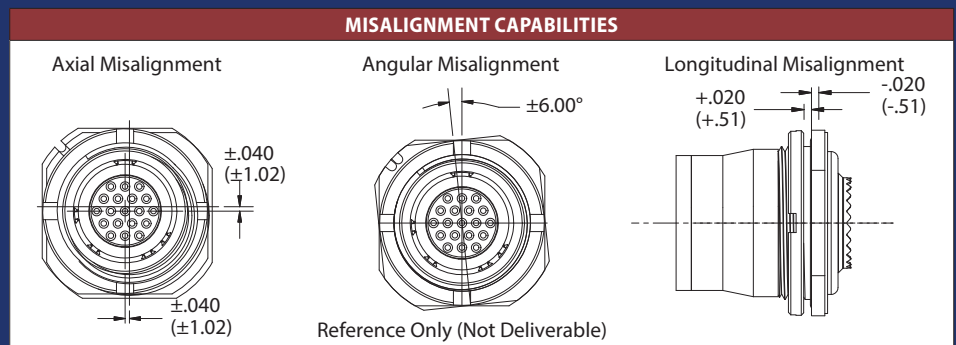 MISALIGNMENT CAPABILITIES
Axial Misalignment
±.040
(±1.02)
±.040
(±1.02)
Angular Misalignment
±6.00°
Reference Only (Not Deliverable)
Longitudinal Misalignment
+.020
(+.51)
-.020
(-.51)